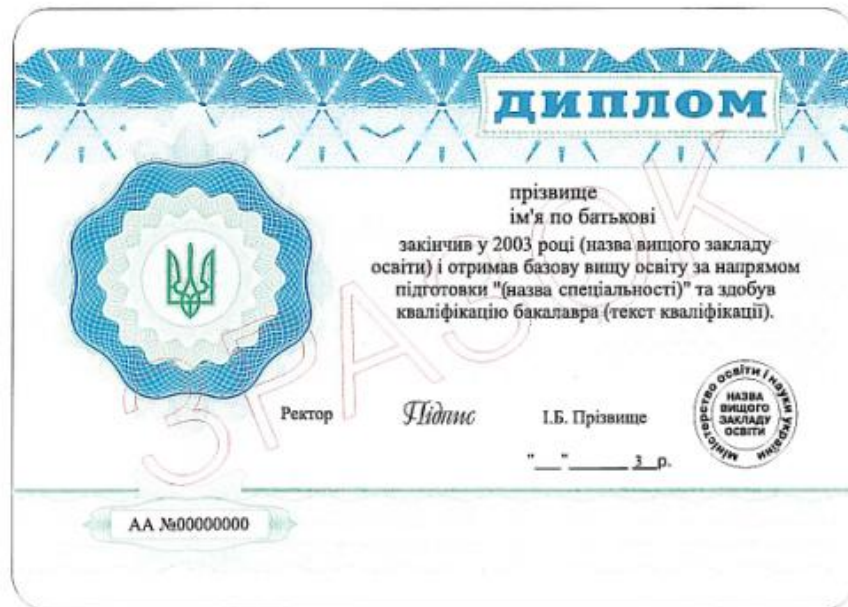 ДИПЛОМ
прізвище
ім'я по батькові
закінчив у 2003 році (назва вищого закладу
освіти) і отримав базову вищу освіту за напрямом
підготовки "(назва спеціальності)" та здобув
кваліфікацію бакалавра (текст кваліфікації).
ЗРАЗОК
Ректор Підпис І.Б. Прізвище
"__"______ 3 р.
міністерство освіти і науки україни
НАЗВА
ВИЩОГО
ЗАКЛАДУ
ОСВІТИ
АА №00000000